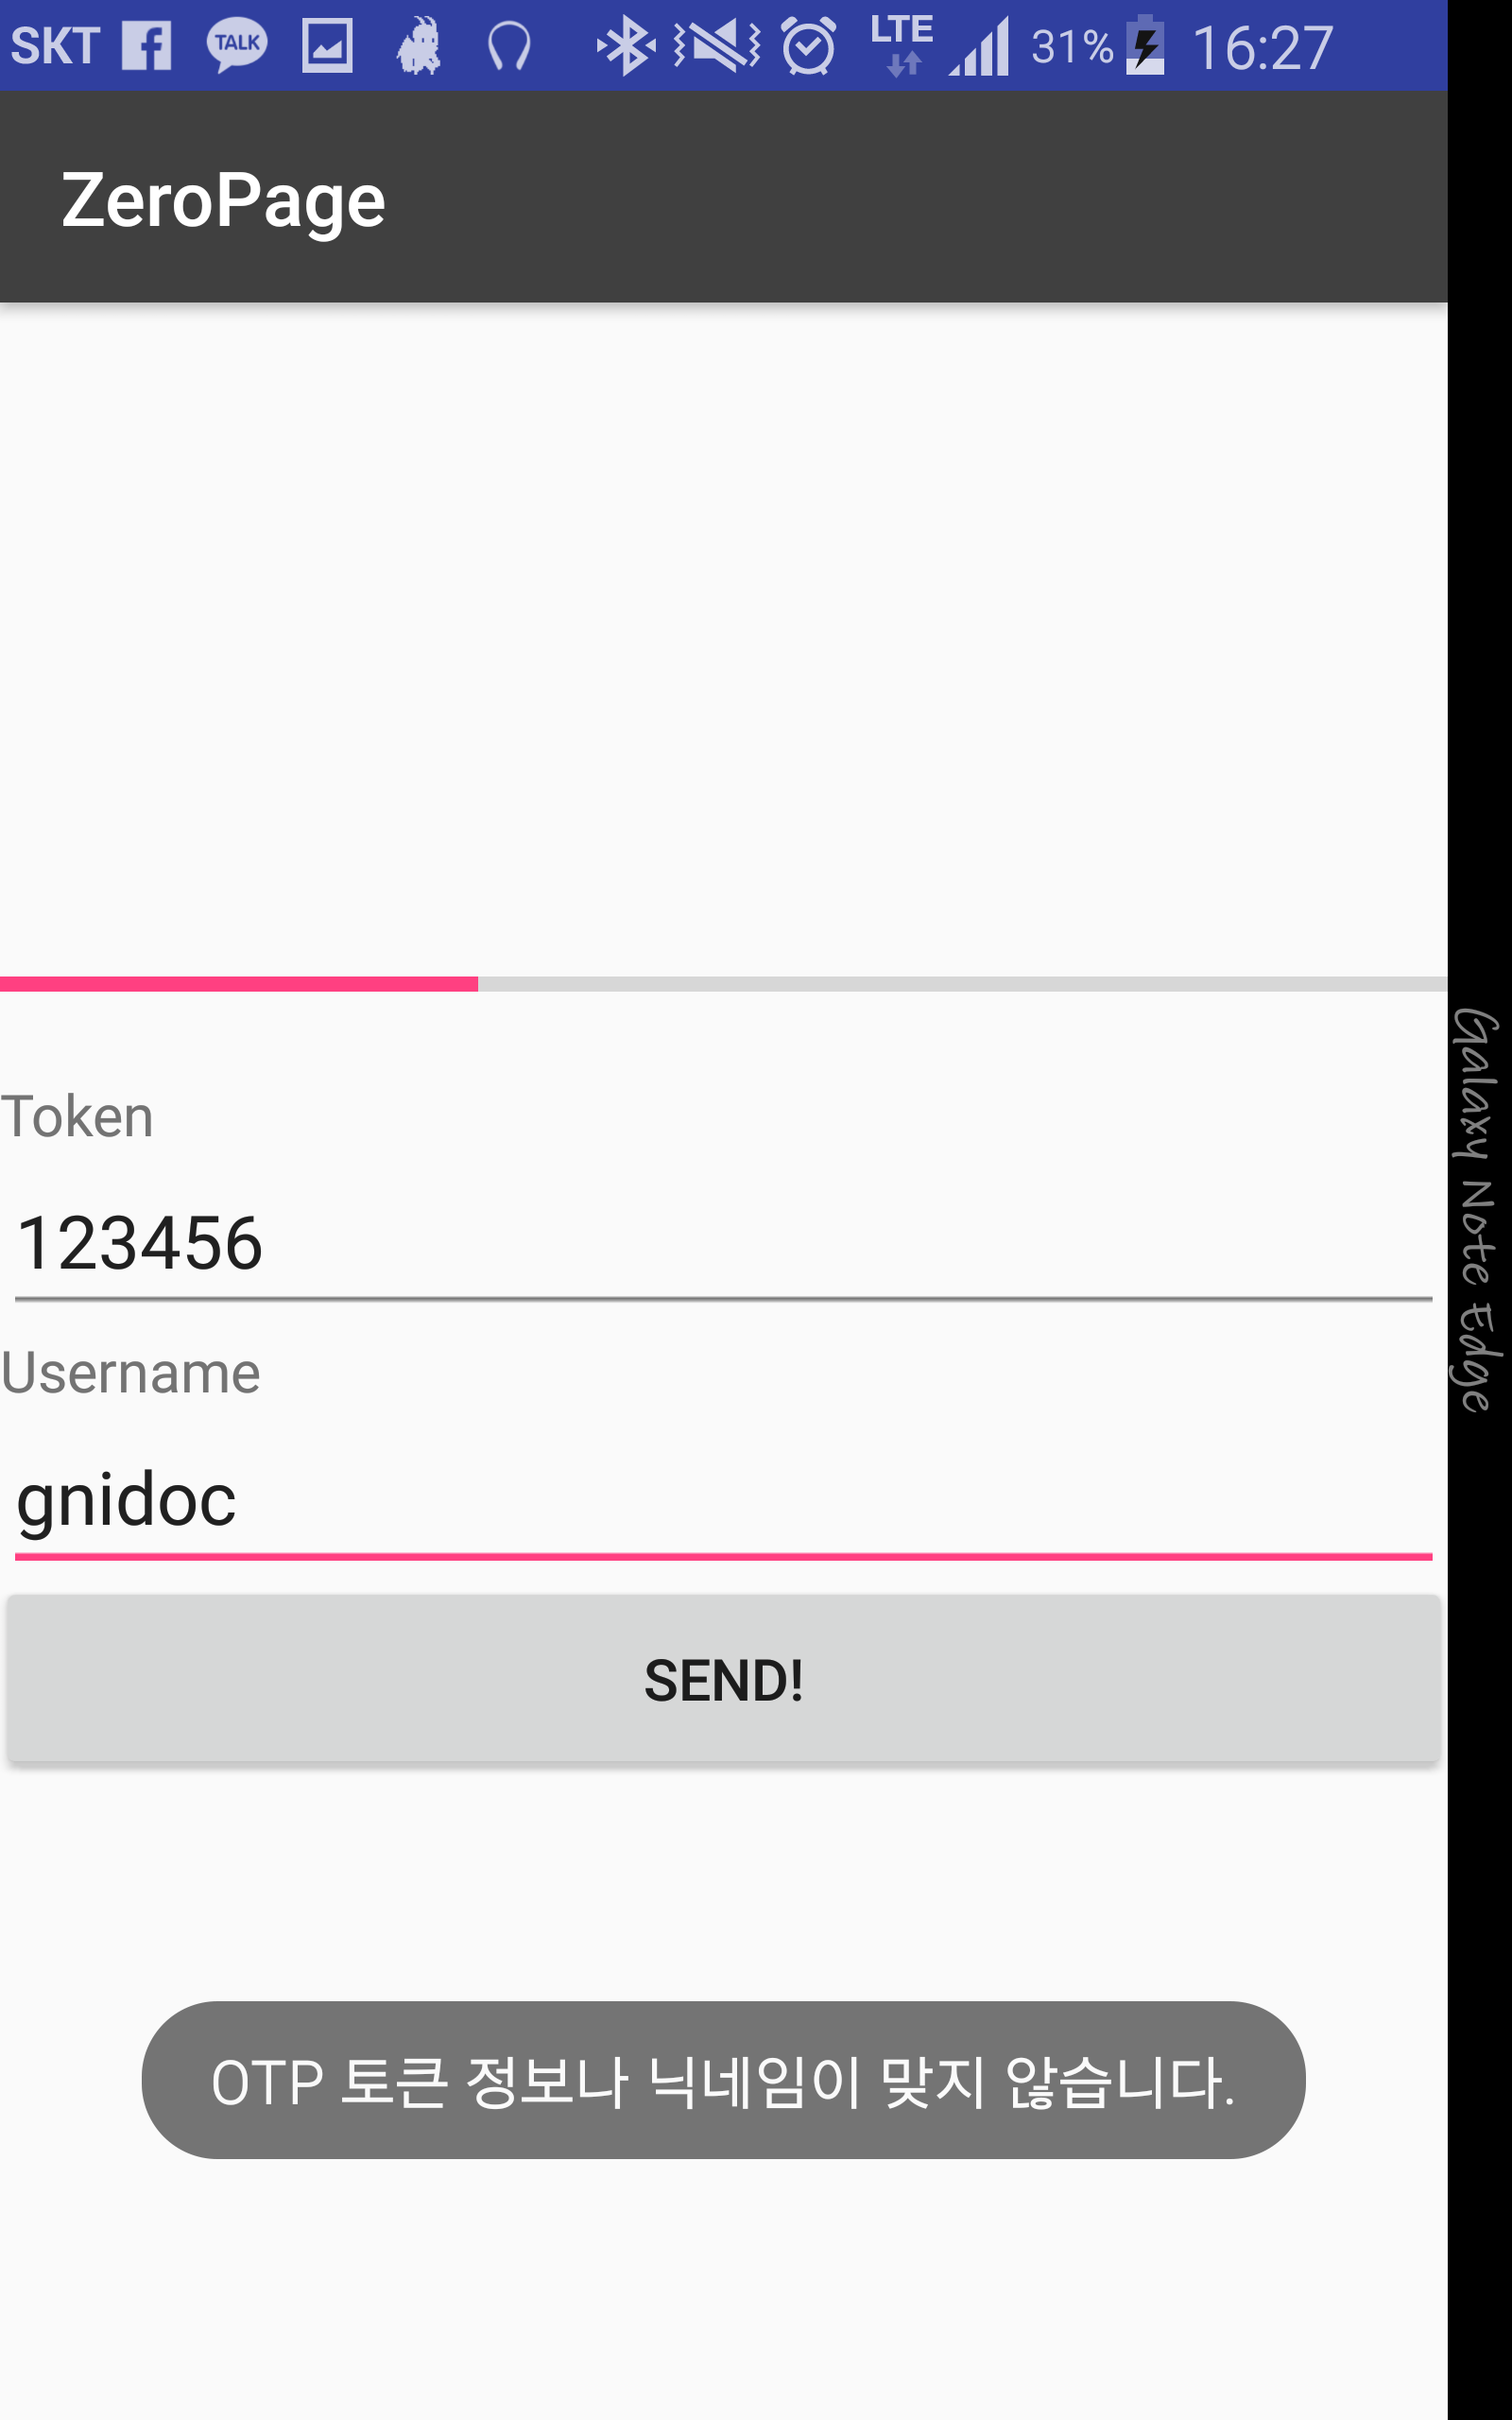 SKT TALK LTE 31% 16:27
ZeroPage
Token
123456
Username
gnidoc
SEND!
OTP 토큰 정보나 닉네임이 맞지 않습니다.
Galaxy Note Edge